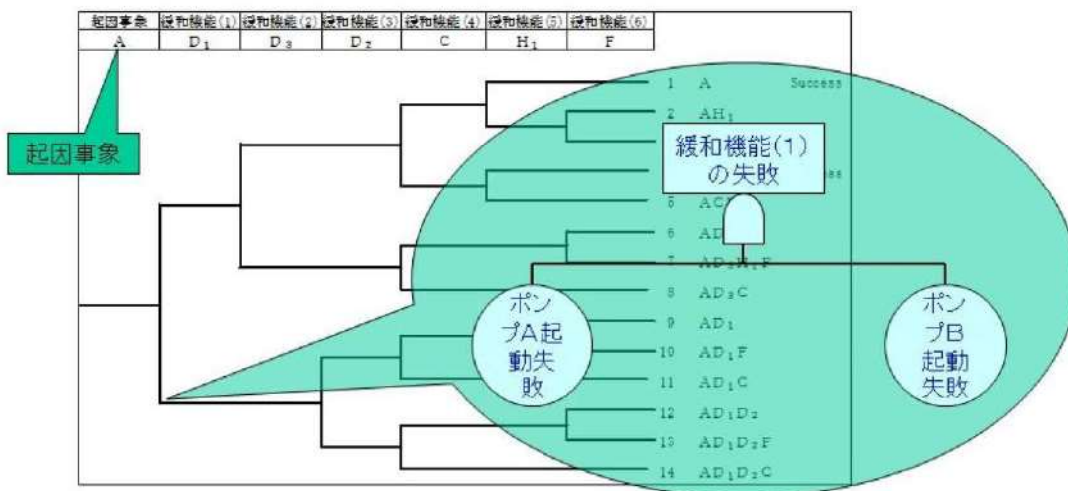 起因事象 緩和機能(1) 緩和機能(2) 緩和機能(3) 緩和機能(4) 緩和機能(5) 緩和機能(6)
A D₁ D₃ D₂ C H₁ F
起因事象
1 A Success
2 AH₁
緩和機能(1)
の失敗
5
6 AD
7 AD₃H₁F
8 AD₃C
9 AD₁
10 AD₁F
11 AD₁C
12 AD₁D₂
13 AD₁D₂F
14 AD₁D₂C
ポン
プA起
動失
敗
ポン
プB
起動
失敗